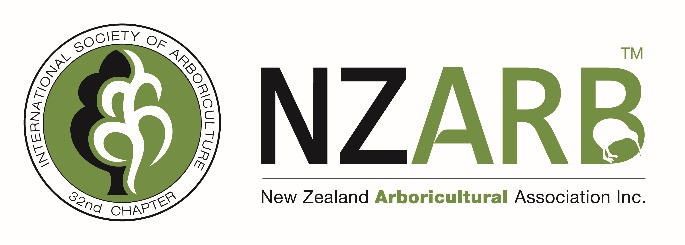 INTERNATIONAL SOCIETY OF ARBORICULTURE
32nd CHAPTER
NZARB™
New Zealand Arboricultural Association Inc.